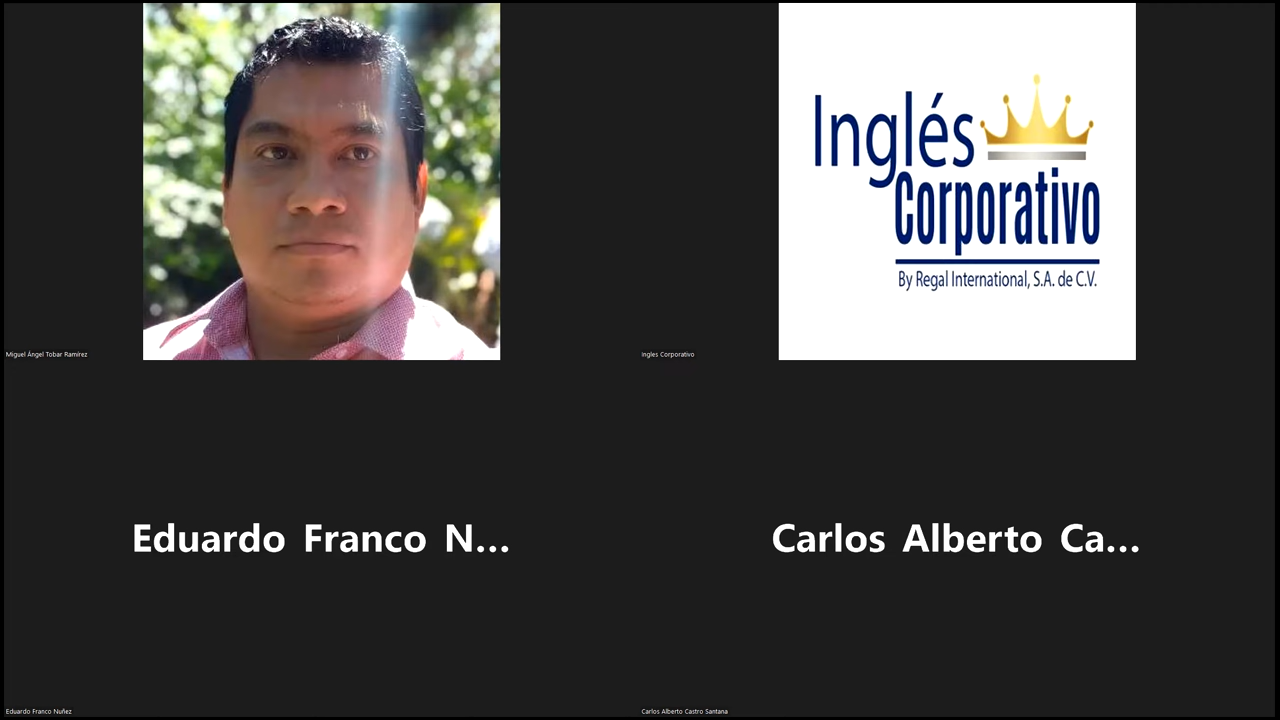 Inglés
Corporativo
By Regal International, S.A. de C.V.
Miguel Ángel Tobar Ramírez
Ingles Corporativo
Eduardo Franco N...
Carlos Alberto Ca...
Eduardo Franco Nuñez
Carlos Alberto Castro Santana